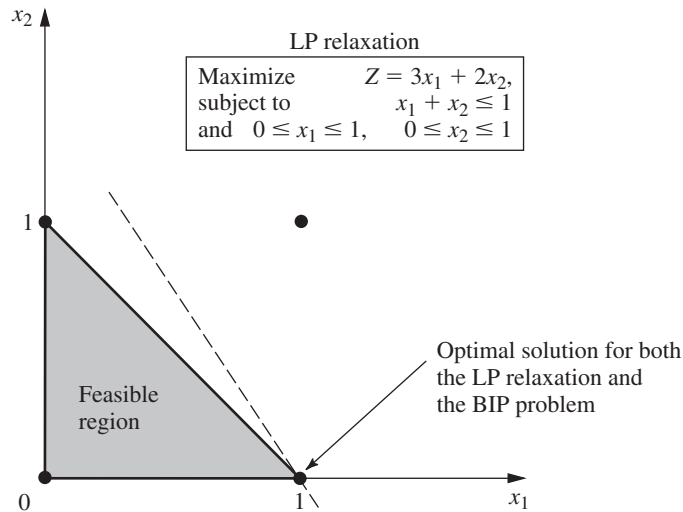 x₂
LP relaxation
Maximize Z = 3x₁ + 2x₂,
subject to x₁ + x₂ ≤ 1
and 0 ≤ x₁ ≤ 1, 0 ≤ x₂ ≤ 1
1
Optimal solution for both
the LP relaxation and
the BIP problem
Feasible
region
0
1
x₁